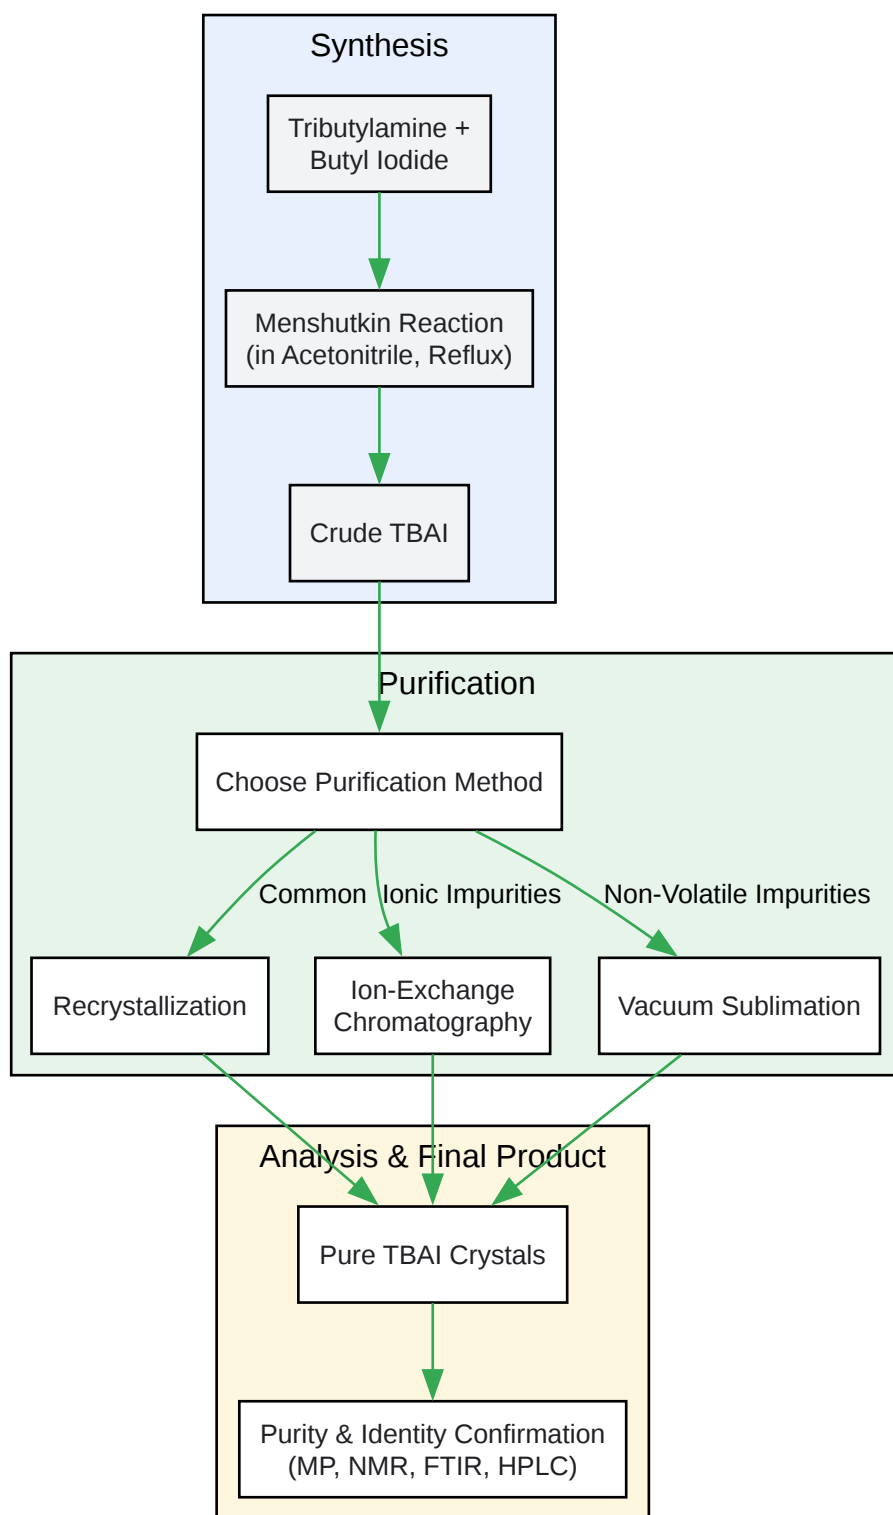 Synthesis
Tributylamine +
Butyl Iodide
Menshutkin Reaction
(in Acetonitrile, Reflux)
Crude TBAI
Purification
Choose Purification Method
Common
Ionic Impurities
Non-Volatile Impurities
Recrystallization
Ion-Exchange
Chromatography
Vacuum Sublimation
Analysis & Final Product
Pure TBAI Crystals
Purity & Identity Confirmation
(MP, NMR, FTIR, HPLC)